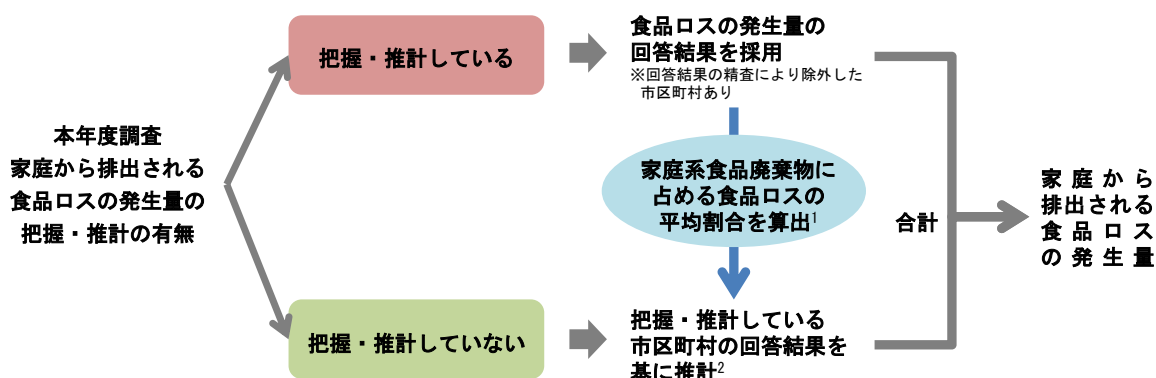 本年度調査
家庭から排出される
食品ロスの発生量の
把握・推計の有無
把握・推計している
食品ロスの発生量の
回答結果を採用
※回答結果の精査により除外した
市区町村あり
家庭系食品廃棄物に
占める食品ロスの
平均割合を算出1
把握・推計していない
把握・推計している
市区町村の回答結果を
基に推計2
合計
家庭から
排出される
食品ロス
の発生量